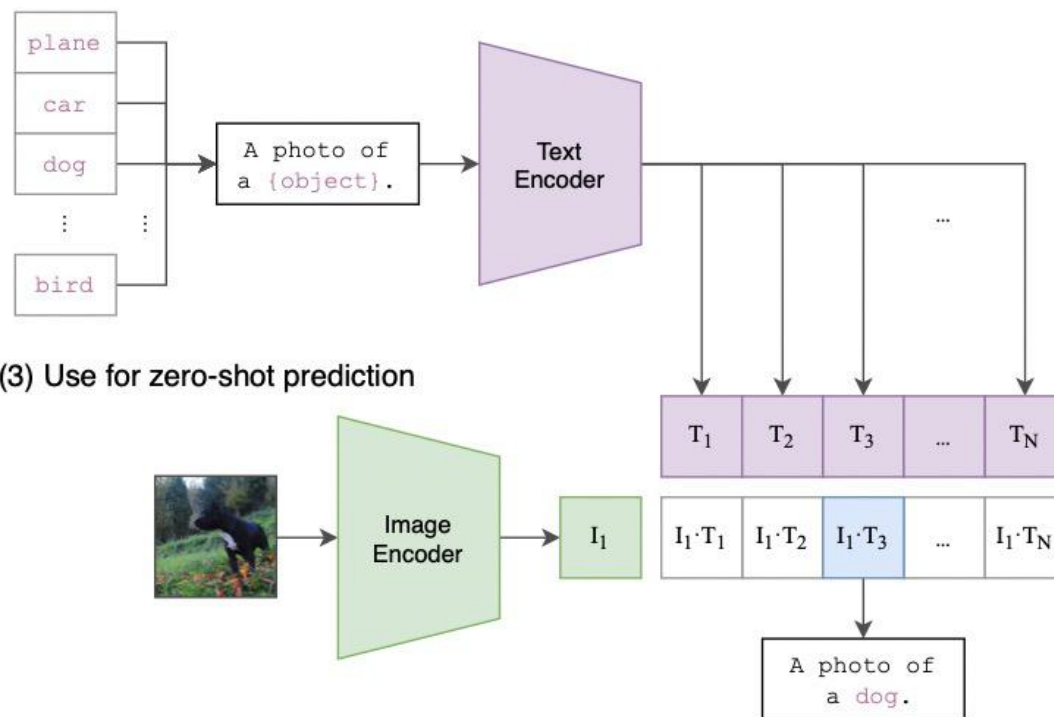 plane
car
dog
⋮ ⋮
bird
A photo of
a {object}.
Text
Encoder
...
(3) Use for zero-shot prediction
T₁ T₂ T₃ ... T_N
Image
Encoder
I₁
I₁·T₁ I₁·T₂ I₁·T₃ ... I₁·T_N
A photo of
a dog.